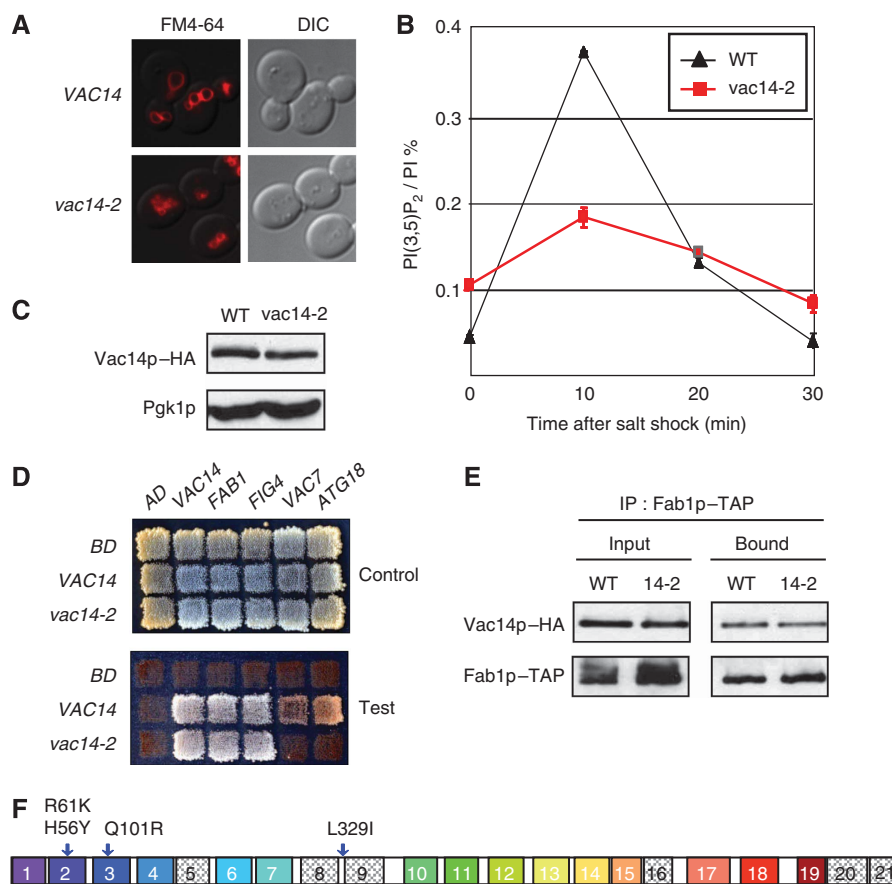 A
FM4-64 DIC
VAC14
vac14-2
B
0.4
0.3
0.2
0.1
PI(3,5)P2 / PI %
WT
vac14-2
0 10 20 30
Time after salt shock (min)
C
WT vac14-2
Vac14p–HA
Pgk1p
D
AD VAC14 FAB1 FIG4 VAC7 ATG18
BD
VAC14
vac14-2
Control
BD
VAC14
vac14-2
Test
E
IP : Fab1p–TAP
Input Bound
WT 14-2 WT 14-2
Vac14p–HA
Fab1p–TAP
F
R61K
H56Y Q101R L329I
1 2 3 4 5 6 7 8 9 10 11 12 13 14 15 16 17 18 19 20 21